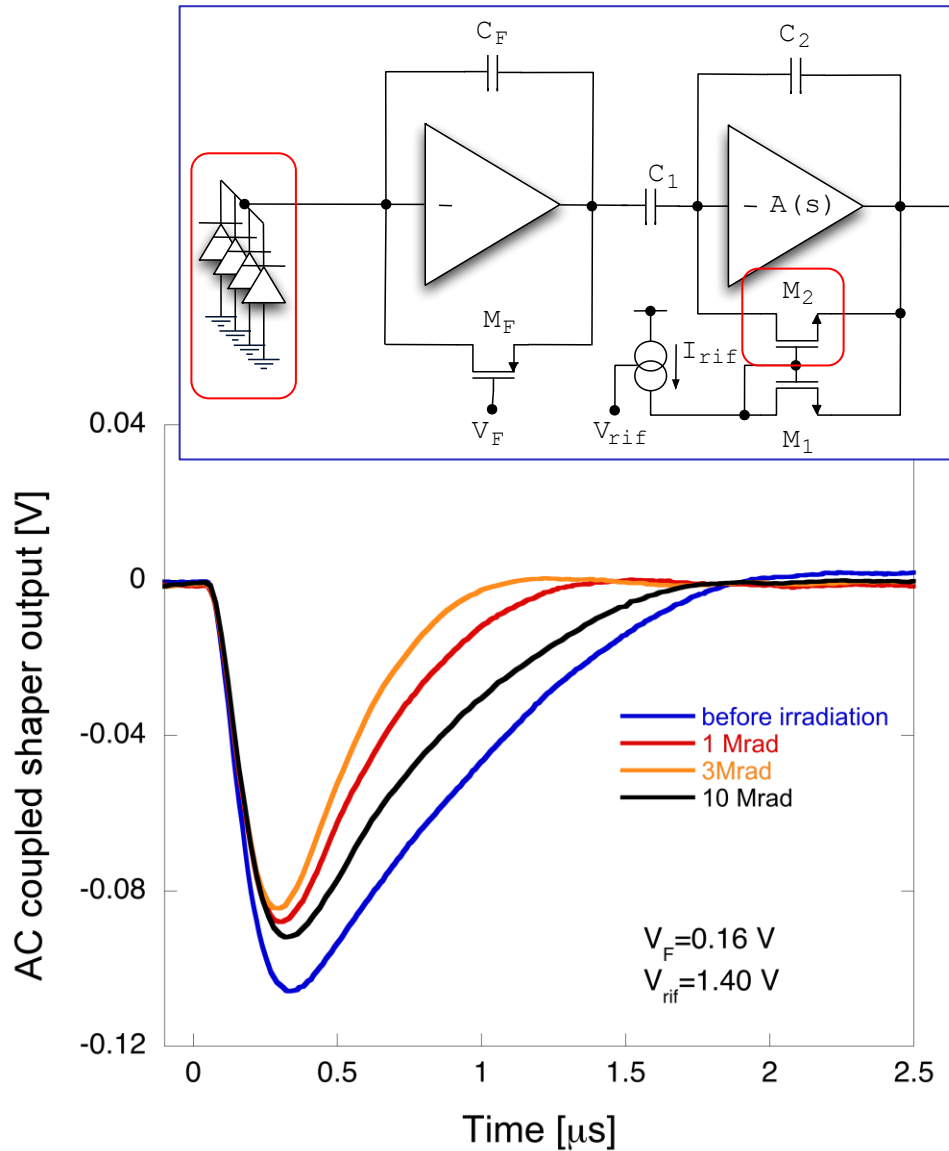 C_F
C_2
C_1
− − A(s)
M_2
M_F
I_rif
V_F V_rif
M_1
0.04
0
-0.04
-0.08
-0.12
AC coupled shaper output [V]
before irradiation
1 Mrad
3Mrad
10 Mrad
V_F=0.16 V
V_rif=1.40 V
0 0.5 1 1.5 2 2.5
Time [μs]